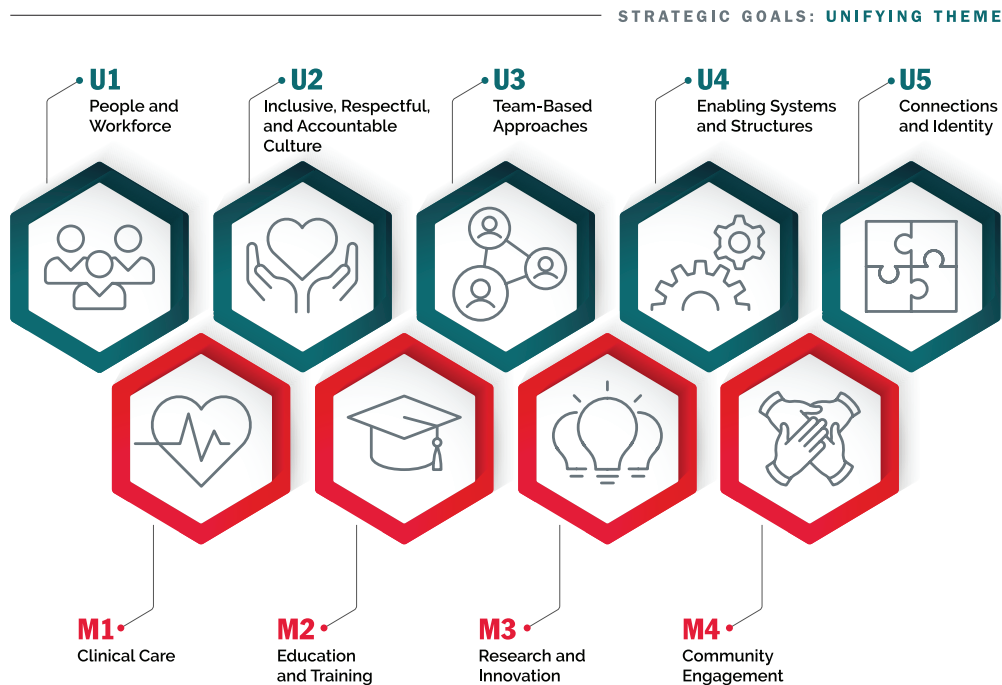 STRATEGIC GOALS: UNIFYING THEME
U1
People and
Workforce
U2
Inclusive, Respectful,
and Accountable
Culture
U3
Team-Based
Approaches
U4
Enabling Systems
and Structures
U5
Connections
and Identity
M1
Clinical Care
M2
Education
and Training
M3
Research and
Innovation
M4
Community
Engagement